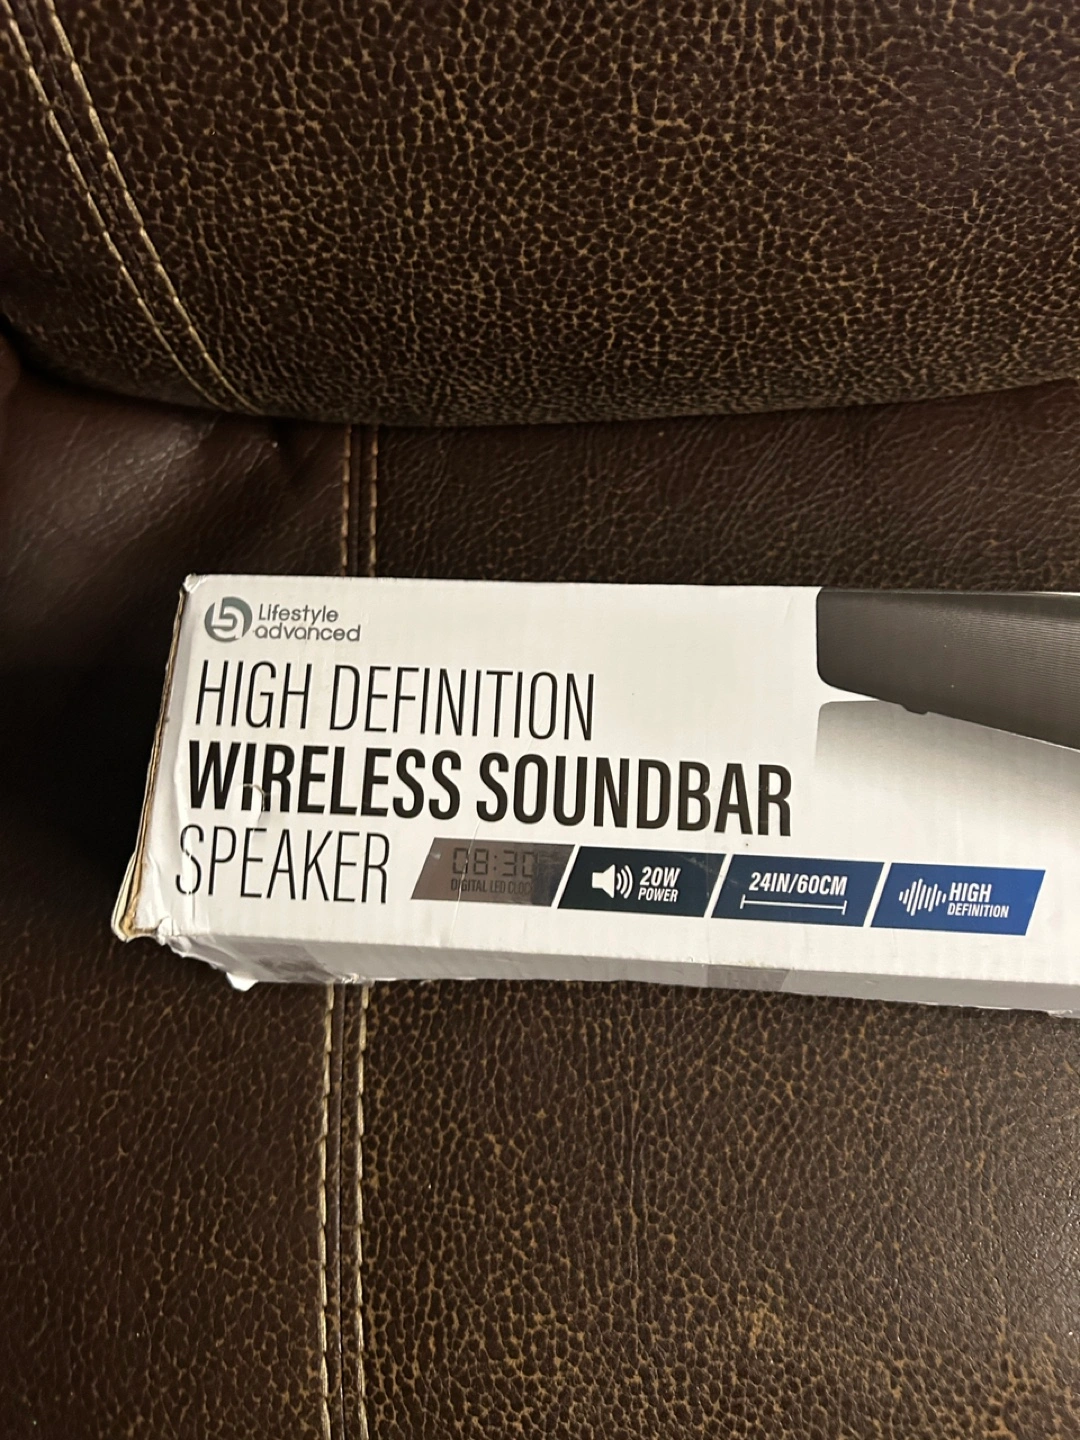 Lifestyle
advanced
HIGH DEFINITION
WIRELESS SOUNDBAR
SPEAKER
08:30
DIGITAL LED CLOCK
20W
POWER
24IN/60CM
HIGH
DEFINITION